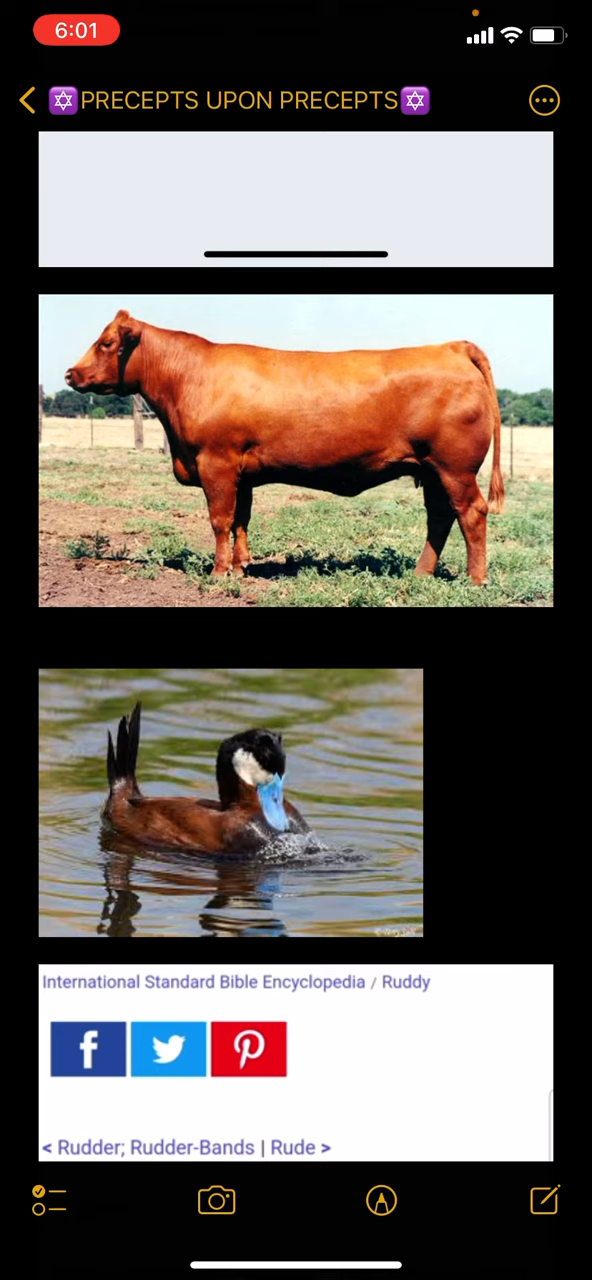 6:01
✡PRECEPTS UPON PRECEPTS✡
International Standard Bible Encyclopedia / Ruddy
< Rudder; Rudder-Bands | Rude >